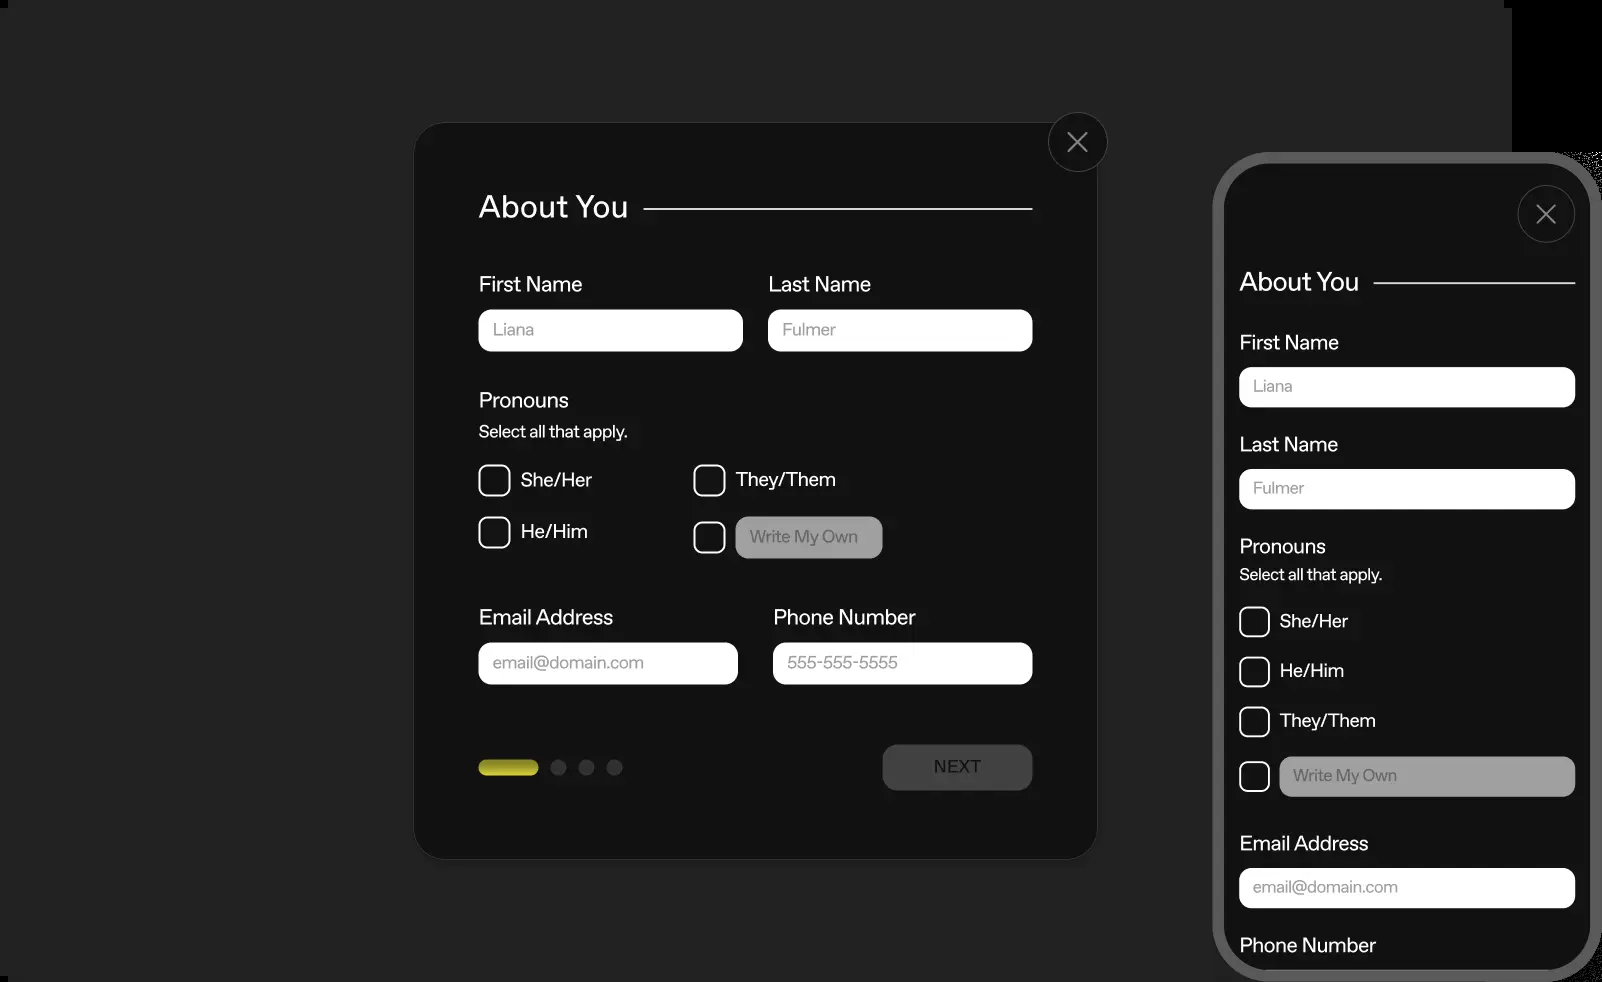 About You
First Name
Last Name
Liana
Fulmer
Pronouns
Select all that apply.
She/Her
They/Them
He/Him
Write My Own
Email Address
Phone Number
email@domain.com
555-555-5555
NEXT
About You
First Name
Liana
Last Name
Fulmer
Pronouns
Select all that apply.
She/Her
He/Him
They/Them
Write My Own
Email Address
email@domain.com
Phone Number